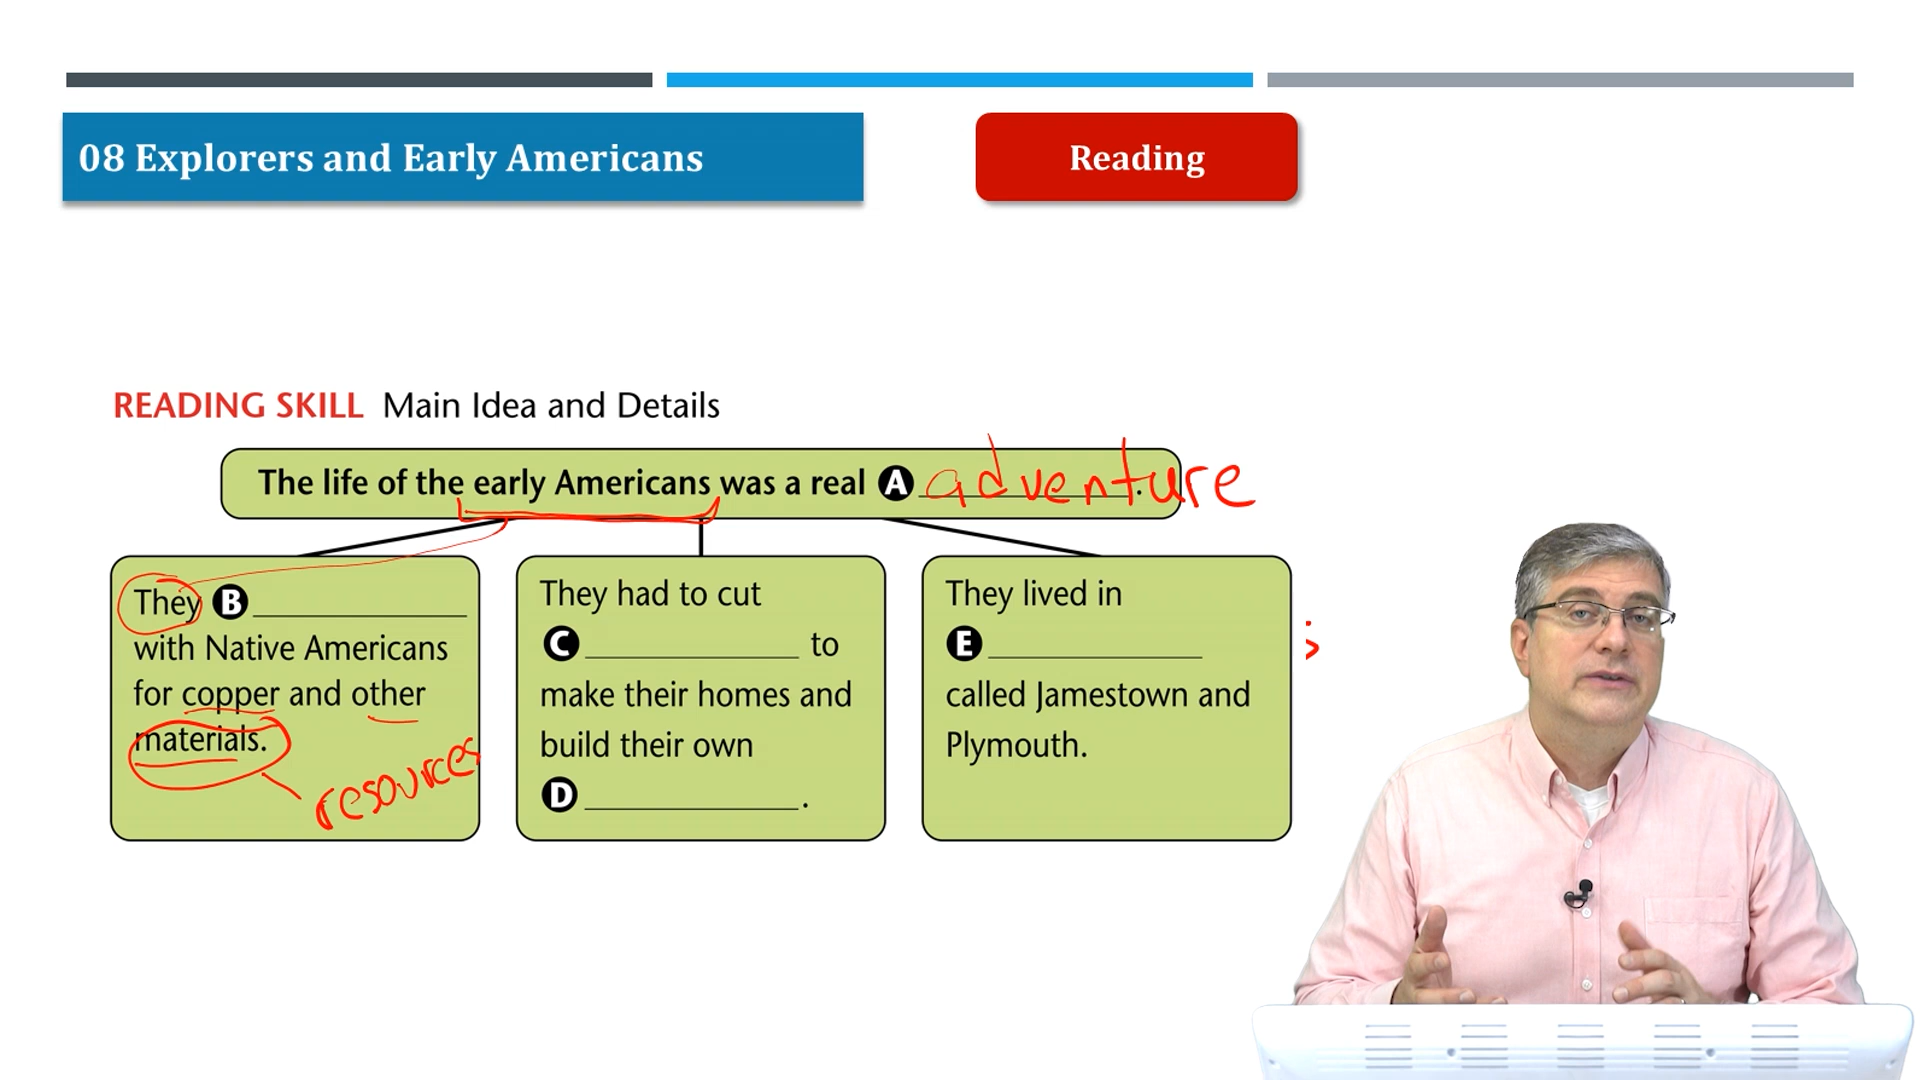 08 Explorers and Early Americans
Reading
READING SKILL Main Idea and Details
The life of the early Americans was a real A adventure.
They B
with Native Americans
for copper and other
materials.
resources
They had to cut
C to
make their homes and
build their own
D .
They lived in
E
called Jamestown and
Plymouth.